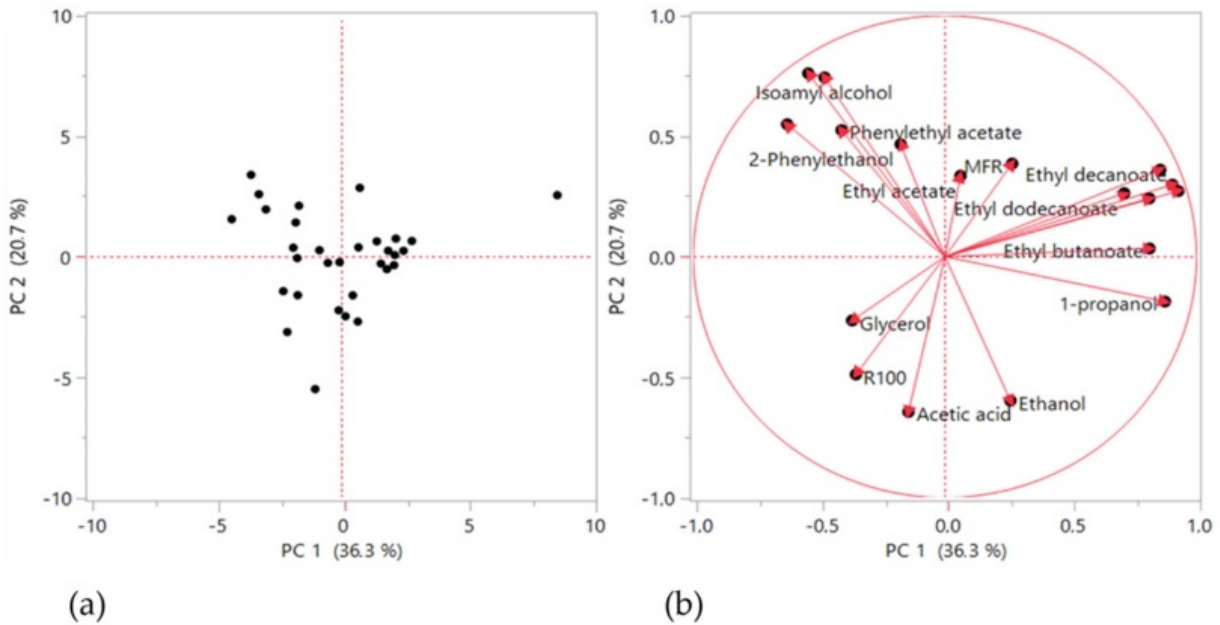 10
5
0
-5
-10
PC 2 (20.7 %)
-10
-5
0
5
10
PC 1 (36.3 %)
(a)
1.0
0.5
0.0
-0.5
-1.0
PC 2 (20.7 %)
Isoamyl alcohol
Phenylethyl acetate
2-Phenylethanol
MFR
Ethyl decanoate
Ethyl acetate
Ethyl dodecanoate
Ethyl butanoate
1-propanol
Glycerol
R100
Acetic acid
Ethanol
-1.0
-0.5
0.0
0.5
1.0
PC 1 (36.3 %)
(b)